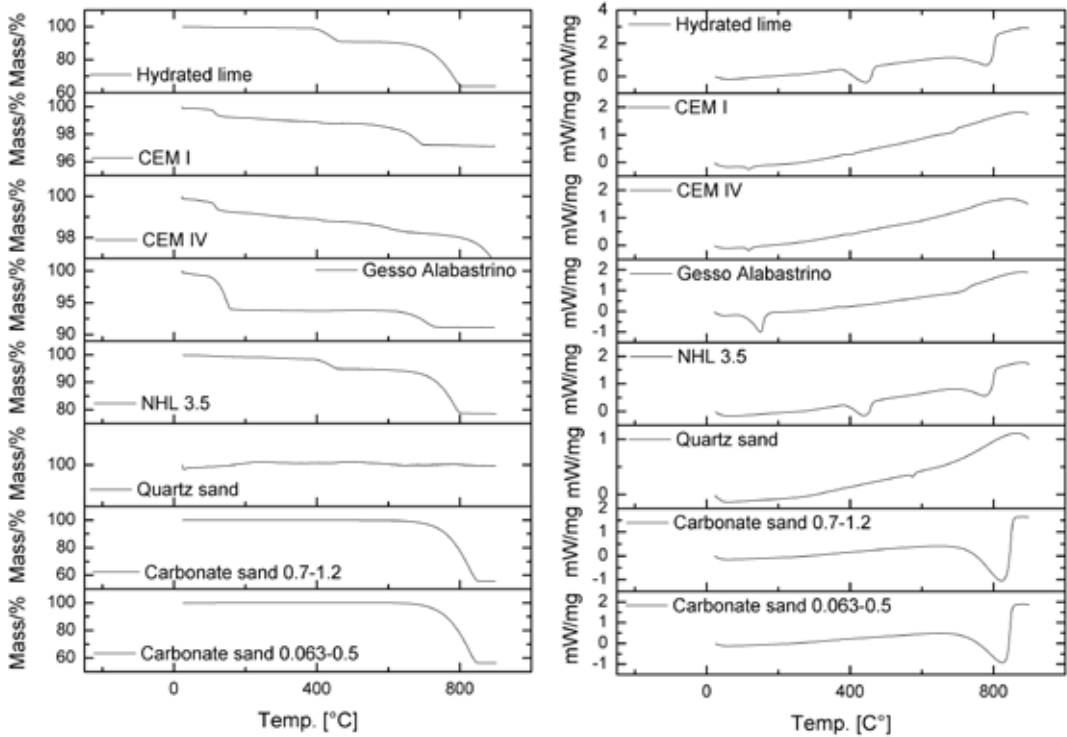 Mass/%
100
80
60
Hydrated lime
Mass/%
100
98
96
CEM I
Mass/%
100
98
CEM IV
Mass/%
100
95
90
Gesso Alabastrino
Mass/%
100
90
80
NHL 3.5
Mass/%
100
Quartz sand
Mass/%
100
80
60
Carbonate sand 0.7-1.2
Mass/%
100
80
60
Carbonate sand 0.063-0.5
0 400 800
Temp. [°C]
mW/mg
4
2
0
Hydrated lime
mW/mg
2
1
0
CEM I
mW/mg
2
1
0
CEM IV
mW/mg
2
1
0
-1
Gesso Alabastrino
mW/mg
2
1
0
NHL 3.5
mW/mg
1
0
Quartz sand
mW/mg
2
1
0
-1
Carbonate sand 0.7-1.2
mW/mg
2
1
0
-1
Carbonate sand 0.063-0.5
0 400 800
Temp. [C°]